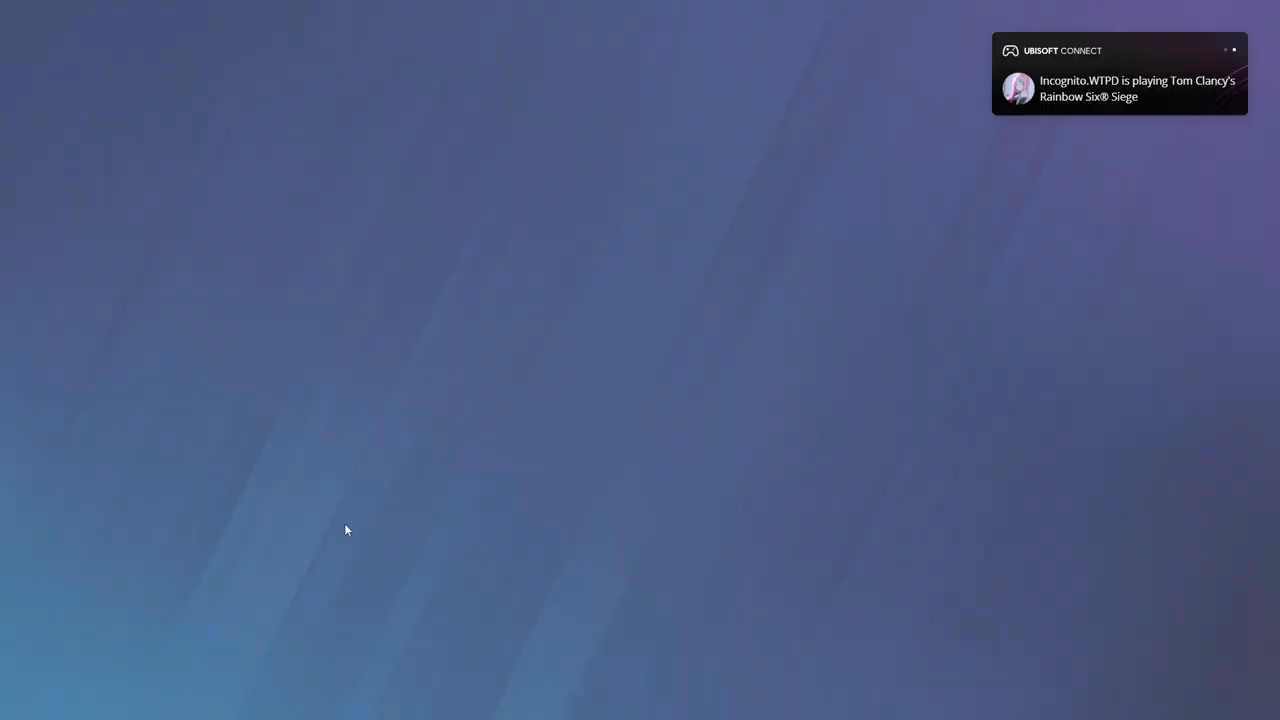 UBISOFT CONNECT
Incognito.WTPD is playing Tom Clancy's
Rainbow Six® Siege